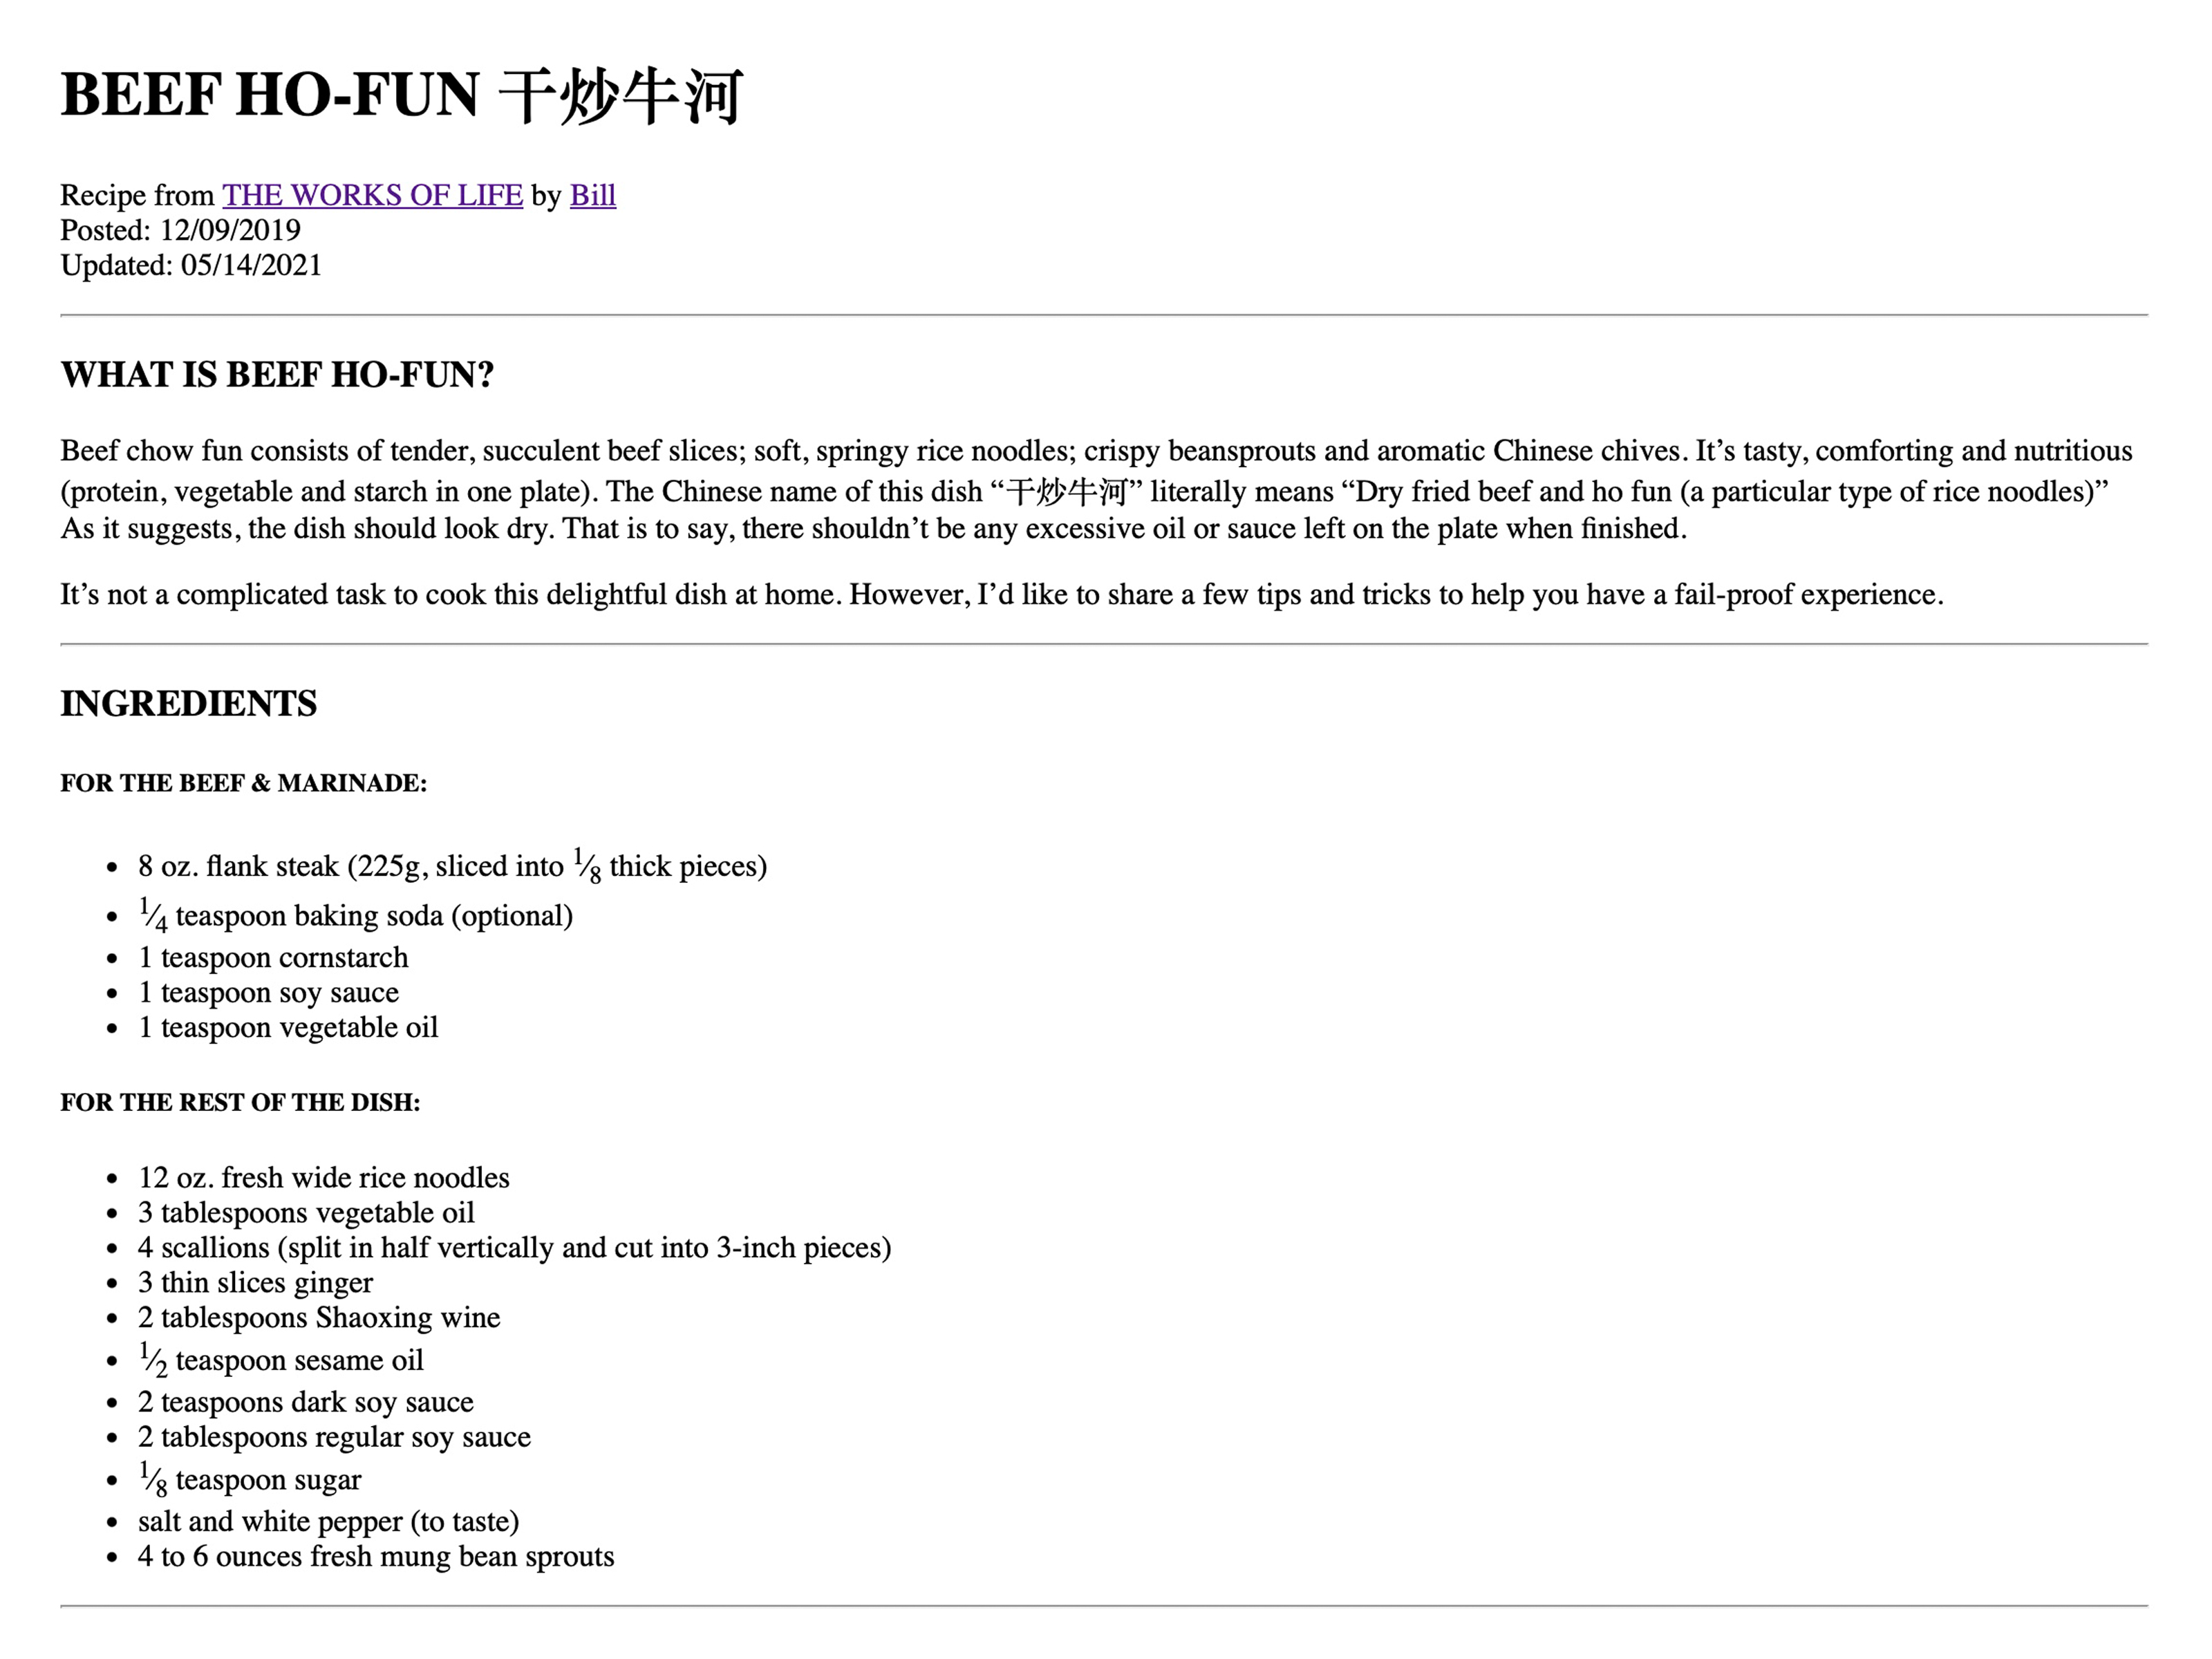 BEEF HO-FUN 干炒牛河
Recipe from THE WORKS OF LIFE by Bill
Posted: 12/09/2019
Updated: 05/14/2021
WHAT IS BEEF HO-FUN?
Beef chow fun consists of tender, succulent beef slices; soft, springy rice noodles; crispy beansprouts and aromatic Chinese chives. It’s tasty, comforting and nutritious
(protein, vegetable and starch in one plate). The Chinese name of this dish “干炒牛河” literally means “Dry fried beef and ho fun (a particular type of rice noodles)”
As it suggests, the dish should look dry. That is to say, there shouldn’t be any excessive oil or sauce left on the plate when finished.
It’s not a complicated task to cook this delightful dish at home. However, I’d like to share a few tips and tricks to help you have a fail-proof experience.
INGREDIENTS
FOR THE BEEF & MARINADE:
• 8 oz. flank steak (225g, sliced into 1⁄8 thick pieces)
• 1⁄4 teaspoon baking soda (optional)
• 1 teaspoon cornstarch
• 1 teaspoon soy sauce
• 1 teaspoon vegetable oil
FOR THE REST OF THE DISH:
• 12 oz. fresh wide rice noodles
• 3 tablespoons vegetable oil
• 4 scallions (split in half vertically and cut into 3-inch pieces)
• 3 thin slices ginger
• 2 tablespoons Shaoxing wine
• 1⁄2 teaspoon sesame oil
• 2 teaspoons dark soy sauce
• 2 tablespoons regular soy sauce
• 1⁄8 teaspoon sugar
• salt and white pepper (to taste)
• 4 to 6 ounces fresh mung bean sprouts